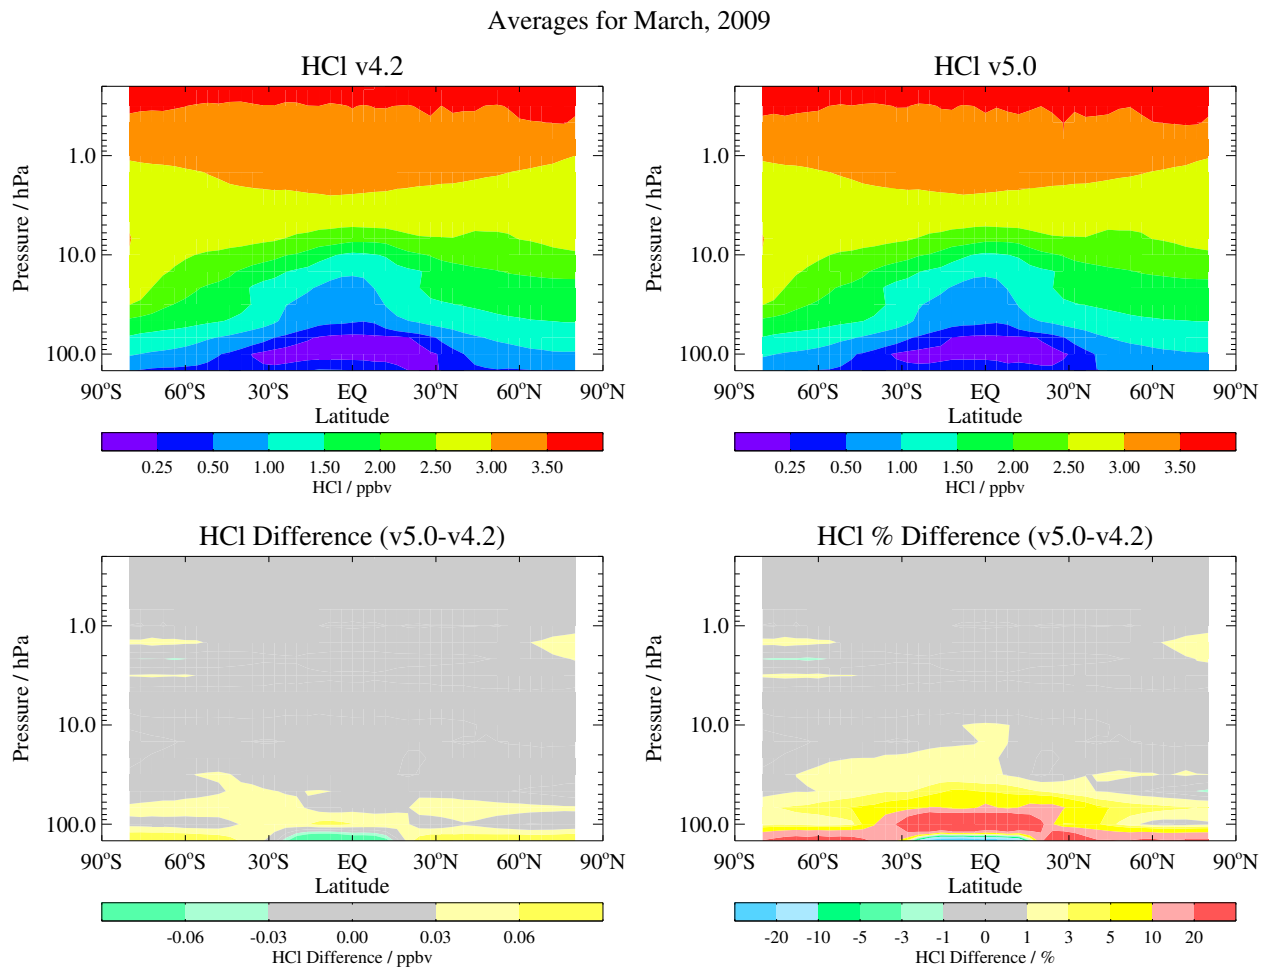 Averages for March, 2009
HCl v4.2
HCl v5.0
Pressure / hPa
1.0
10.0
100.0
90°S 60°S 30°S EQ 30°N 60°N 90°N
Latitude
0.25 0.50 1.00 1.50 2.00 2.50 3.00 3.50
HCl / ppbv
Pressure / hPa
1.0
10.0
100.0
90°S 60°S 30°S EQ 30°N 60°N 90°N
Latitude
0.25 0.50 1.00 1.50 2.00 2.50 3.00 3.50
HCl / ppbv
HCl Difference (v5.0-v4.2)
HCl % Difference (v5.0-v4.2)
Pressure / hPa
1.0
10.0
100.0
90°S 60°S 30°S EQ 30°N 60°N 90°N
Latitude
-0.06 -0.03 0.00 0.03 0.06
HCl Difference / ppbv
Pressure / hPa
1.0
10.0
100.0
90°S 60°S 30°S EQ 30°N 60°N 90°N
Latitude
-20 -10 -5 -3 -1 0 1 3 5 10 20
HCl Difference / %